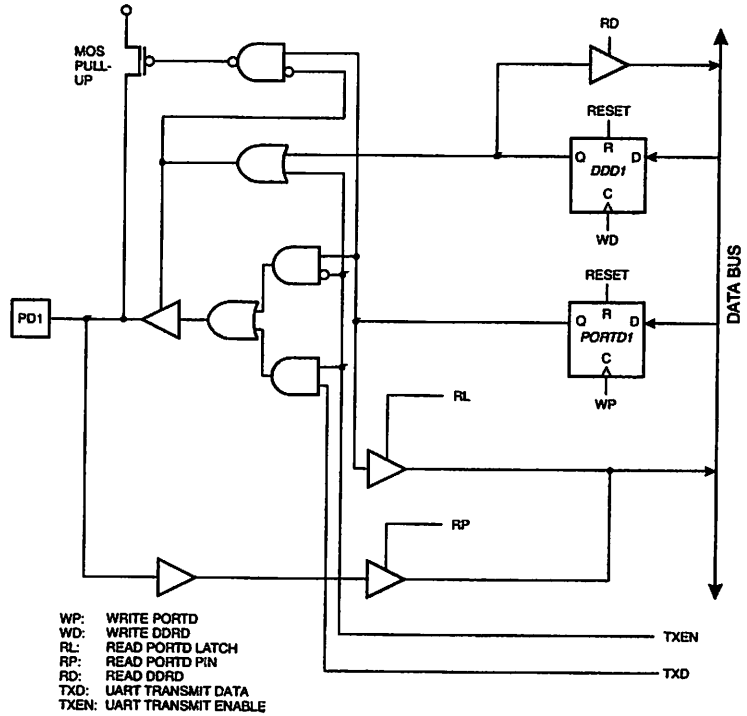 RD
MOS
PULL-
UP
RESET
R
Q
D
DDD1
C
WD
DATA BUS
RESET
PD1
R
Q
D
PORTD1
C
WP
RL
RP
WP: WRITE PORTD
WD: WRITE DDRD
RL: READ PORTD LATCH
RP: READ PORTD PIN
RD: READ DDRD
TXD: UART TRANSMIT DATA
TXEN: UART TRANSMIT ENABLE
TXEN
TXD